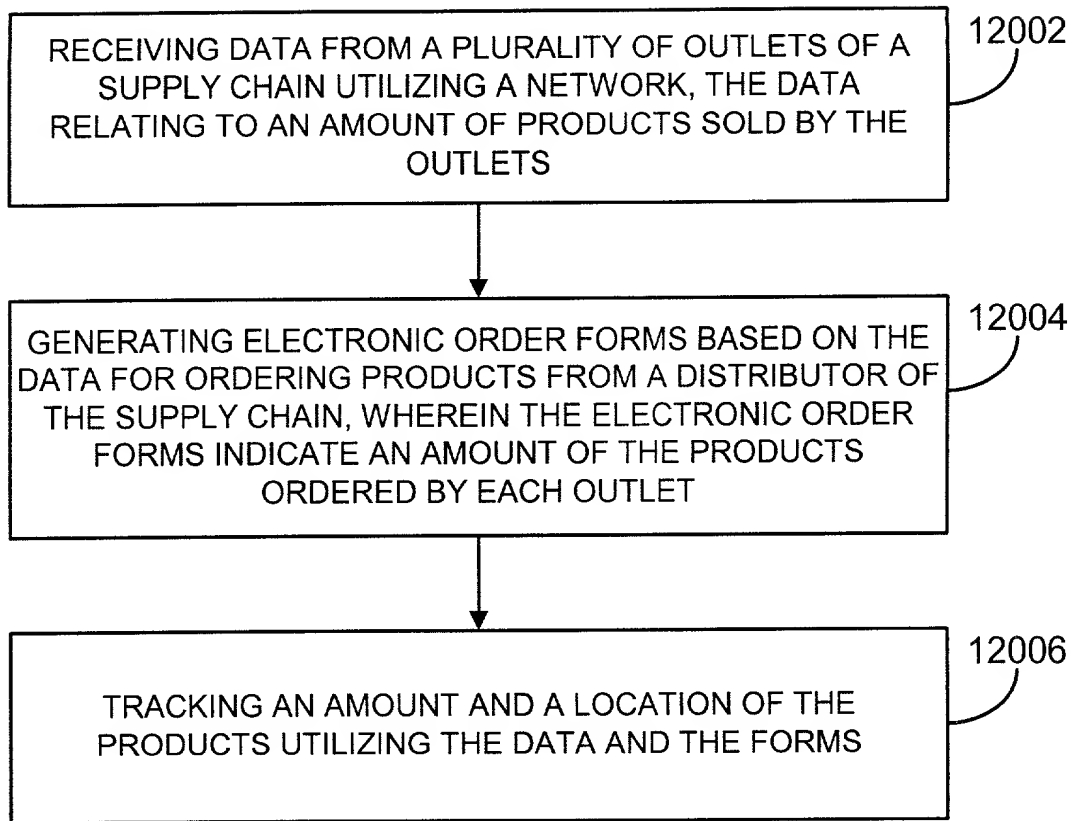 RECEIVING DATA FROM A PLURALITY OF OUTLETS OF A
SUPPLY CHAIN UTILIZING A NETWORK, THE DATA
RELATING TO AN AMOUNT OF PRODUCTS SOLD BY THE
OUTLETS
12002
GENERATING ELECTRONIC ORDER FORMS BASED ON THE
DATA FOR ORDERING PRODUCTS FROM A DISTRIBUTOR OF
THE SUPPLY CHAIN, WHEREIN THE ELECTRONIC ORDER
FORMS INDICATE AN AMOUNT OF THE PRODUCTS
ORDERED BY EACH OUTLET
12004
TRACKING AN AMOUNT AND A LOCATION OF THE
PRODUCTS UTILIZING THE DATA AND THE FORMS
12006